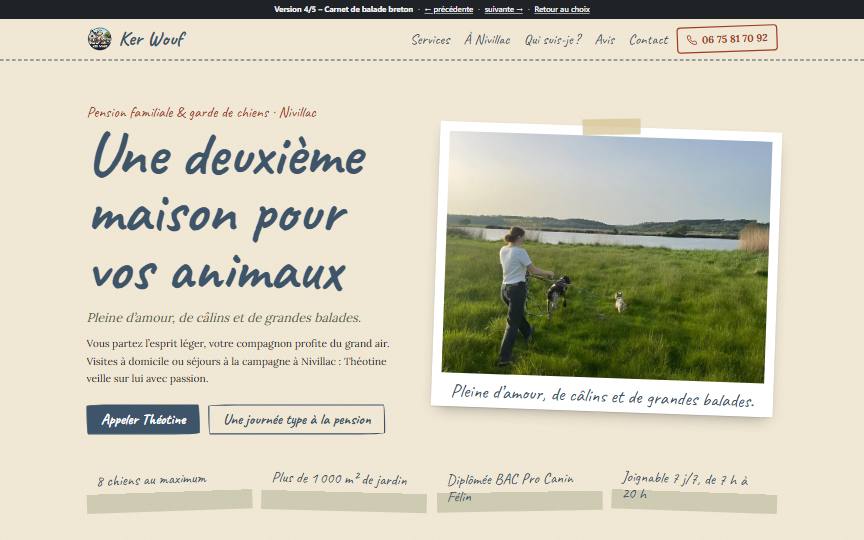 Version 4/5 – Carnet de balade breton · ← précédente · suivante → · Retour au choix
Ker Wouf
Services À Nivillac Qui suis-je ? Avis Contact 06 75 81 70 92
Pension familiale & garde de chiens · Nivillac
Une deuxième
maison pour
vos animaux
Pleine d'amour, de câlins et de grandes balades.
Vous partez l'esprit léger, votre compagnon profite du grand air.
Visites à domicile ou séjours à la campagne à Nivillac : Théotine
veille sur lui avec passion.
Appeler Théotine
Une journée type à la pension
Pleine d'amour, de câlins et de grandes balades.
8 chiens au maximum
Plus de 1 000 m² de jardin
Diplômée BAC Pro Canin
Félin
Joignable 7 j/7, de 7 h à
20 h